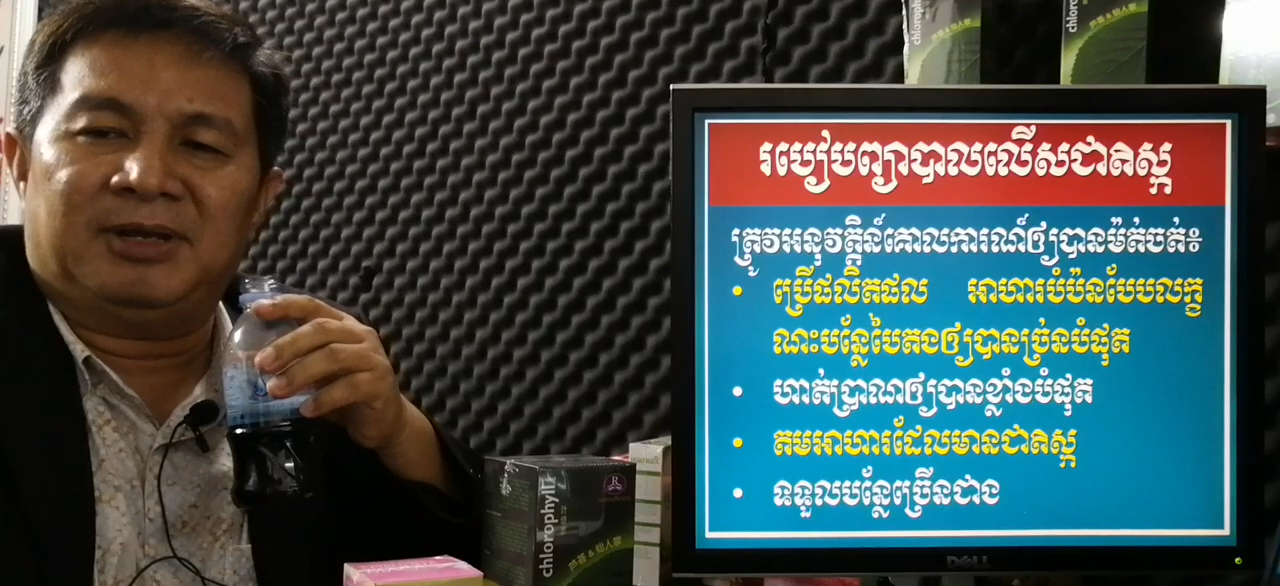 chlorophyll
chlorophyll
របៀបព្យាបាលលើសជាតិស្ក
ត្រូវអនុវត្តិន៍គោលការណ៍ឲ្យបានម៉ត់ចត់៖
• ប្រើផលិតផល អាហារបំប៉នបែបលក្ខ
ណះបន្លែបៃតងឲ្យបានច្រើនបំផុត
• ហាត់ប្រាណឲ្យបានខ្លាំងបំផុត
• តមអាហារដែលមានជាតិស្ក
• ទទួលបន្លែច្រើនជាង
chlorophyll
DELL